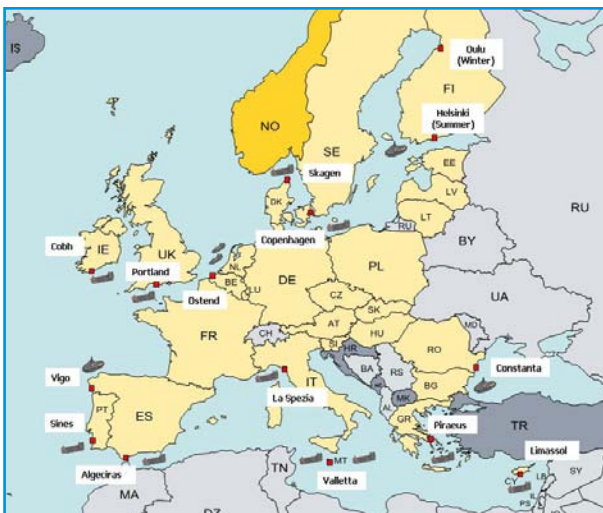 IS
Oulu
(Winter)
FI
NO
Helsinki
(Summer)
SE
Skagen
EE
LV
DK
LT
RU
RU
BY
Copenhagen
Cobh
IE
UK
Portland
NL
BE
Ostend
LU
DE
PL
UA
CZ
SK
FR
CH
AT
HU
MD
SI
HR
RO
Vigo
IT
BA
RS
Constanta
La Spezia
BG
MK
AL
PT
ES
Sines
GR
Piraeus
TR
Limassol
Algeciras
TN
MT
Valletta
CY
LB
SY
IL
PS
MA
DZ